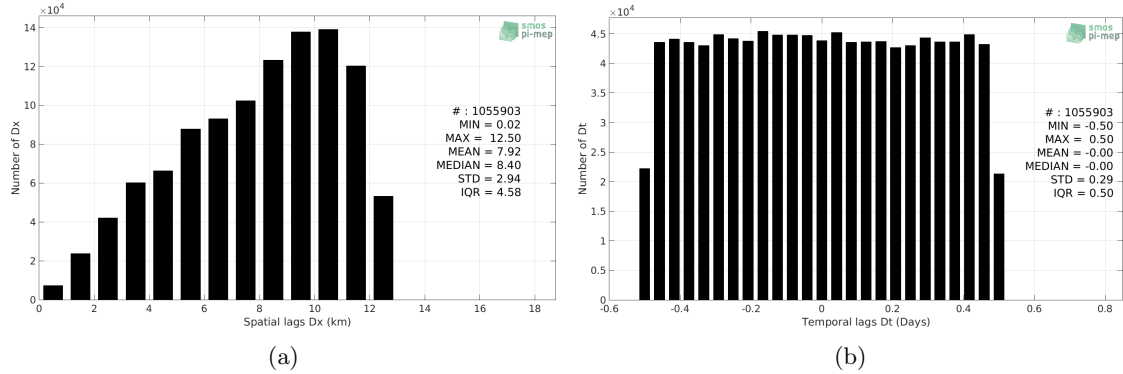 ×10⁴
14
12
10
8
6
4
2
0
Number of Dx
0 2 4 6 8 10 12 14 16 18
Spatial lags Dx (km)
smos
pi-mep
# : 1055903
MIN = 0.02
MAX = 12.50
MEAN = 7.92
MEDIAN = 8.40
STD = 2.94
IQR = 4.58
(a)
×10⁴
4.5
4
3.5
3
2.5
2
1.5
1
0.5
0
Number of Dt
-0.6 -0.4 -0.2 0 0.2 0.4 0.6 0.8
Temporal lags Dt (Days)
smos
pi-mep
# : 1055903
MIN = -0.50
MAX = 0.50
MEAN = -0.00
MEDIAN = -0.00
STD = 0.29
IQR = 0.50
(b)